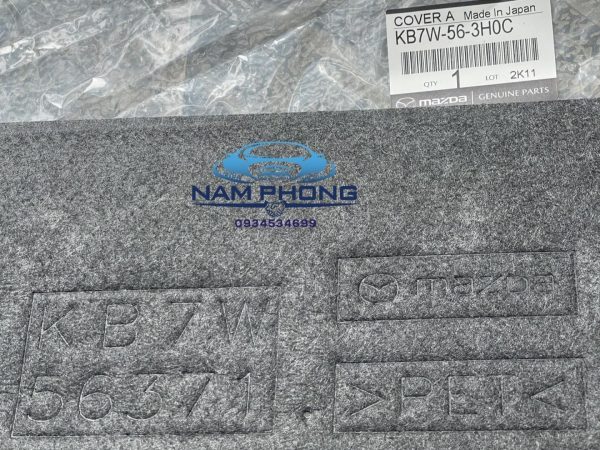 COVER A Made In Japan
KB7W-56-3H0C
QTY 1 LOT 2K11
mazda GENUINE PARTS
NAM PHONG
0934534699
mazda
KB7W
56371
>PET<